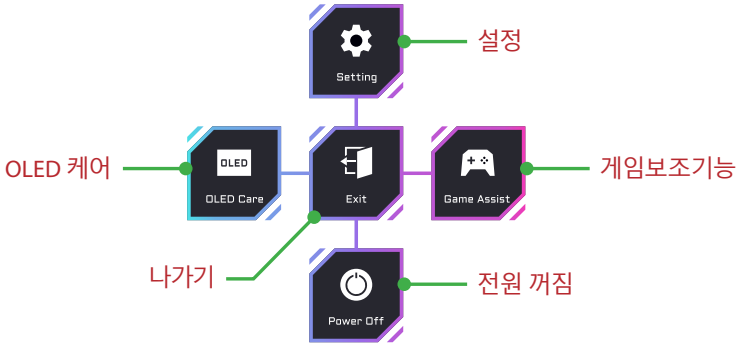 설정
Setting
OLED 케어
OLED
OLED Care
Exit
Game Assist
게임보조기능
나가기
전원 꺼짐
Power Off